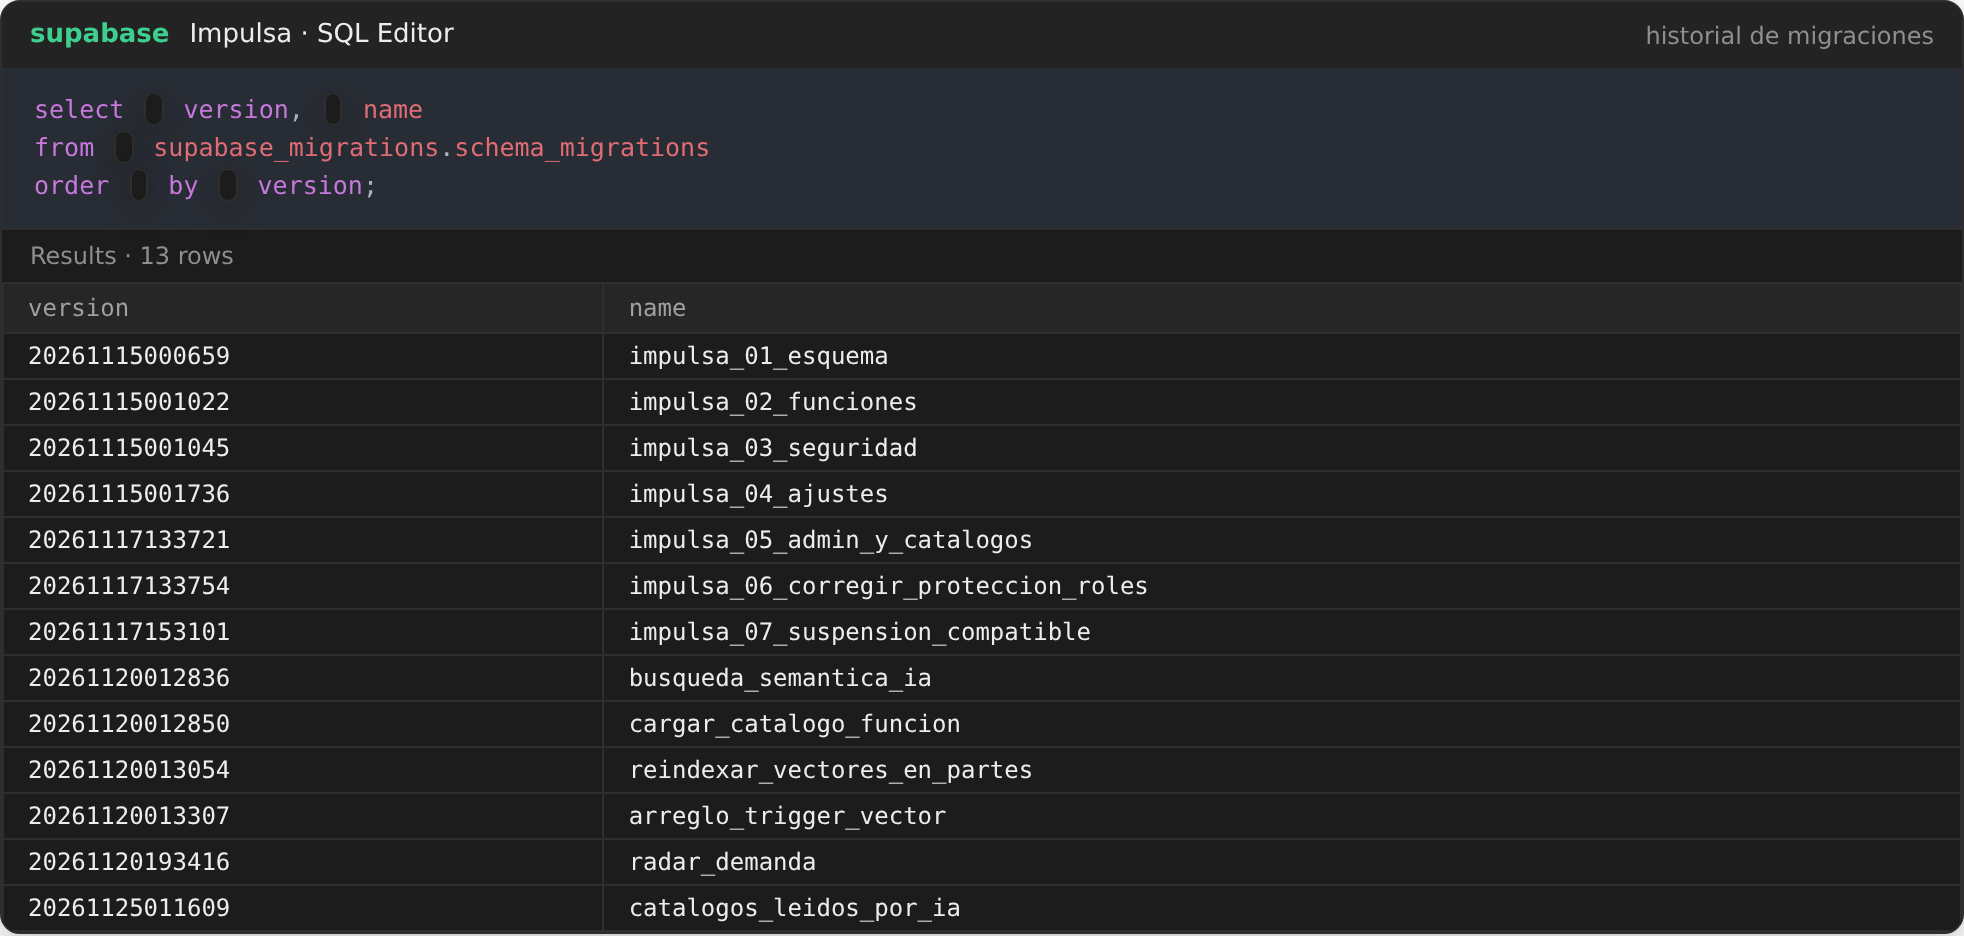 supabase Impulsa · SQL Editor
historial de migraciones
select version, name
from supabase_migrations.schema_migrations
order by version;
Results · 13 rows
version name
20261115000659 impulsa_01_esquema
20261115001022 impulsa_02_funciones
20261115001045 impulsa_03_seguridad
20261115001736 impulsa_04_ajustes
20261117133721 impulsa_05_admin_y_catalogos
20261117133754 impulsa_06_corregir_proteccion_roles
20261117153101 impulsa_07_suspension_compatible
20261120012836 busqueda_semantica_ia
20261120012850 cargar_catalogo_funcion
20261120013054 reindexar_vectores_en_partes
20261120013307 arreglo_trigger_vector
20261120193416 radar_demanda
20261125011609 catalogos_leidos_por_ia